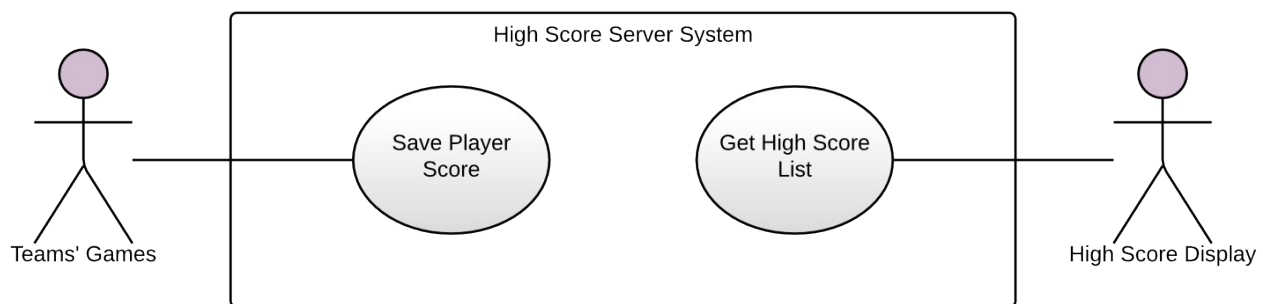 High Score Server System
Save Player
Score
Get High Score
List
Teams' Games
High Score Display